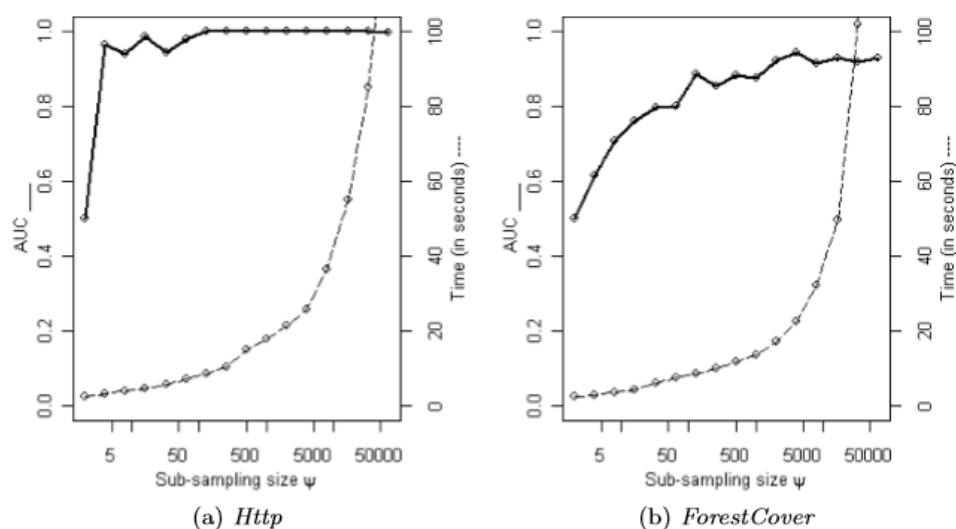 1.0
0.8
0.6
0.4
0.2
0.0
AUC ___
100
80
60
40
20
0
Time (in seconds) ----
5 50 500 5000 50000
Sub-sampling size ψ
(a) Http
1.0
0.8
0.6
0.4
0.2
0.0
AUC ___
100
80
60
40
20
0
Time (in seconds) ----
5 50 500 5000 50000
Sub-sampling size ψ
(b) ForestCover